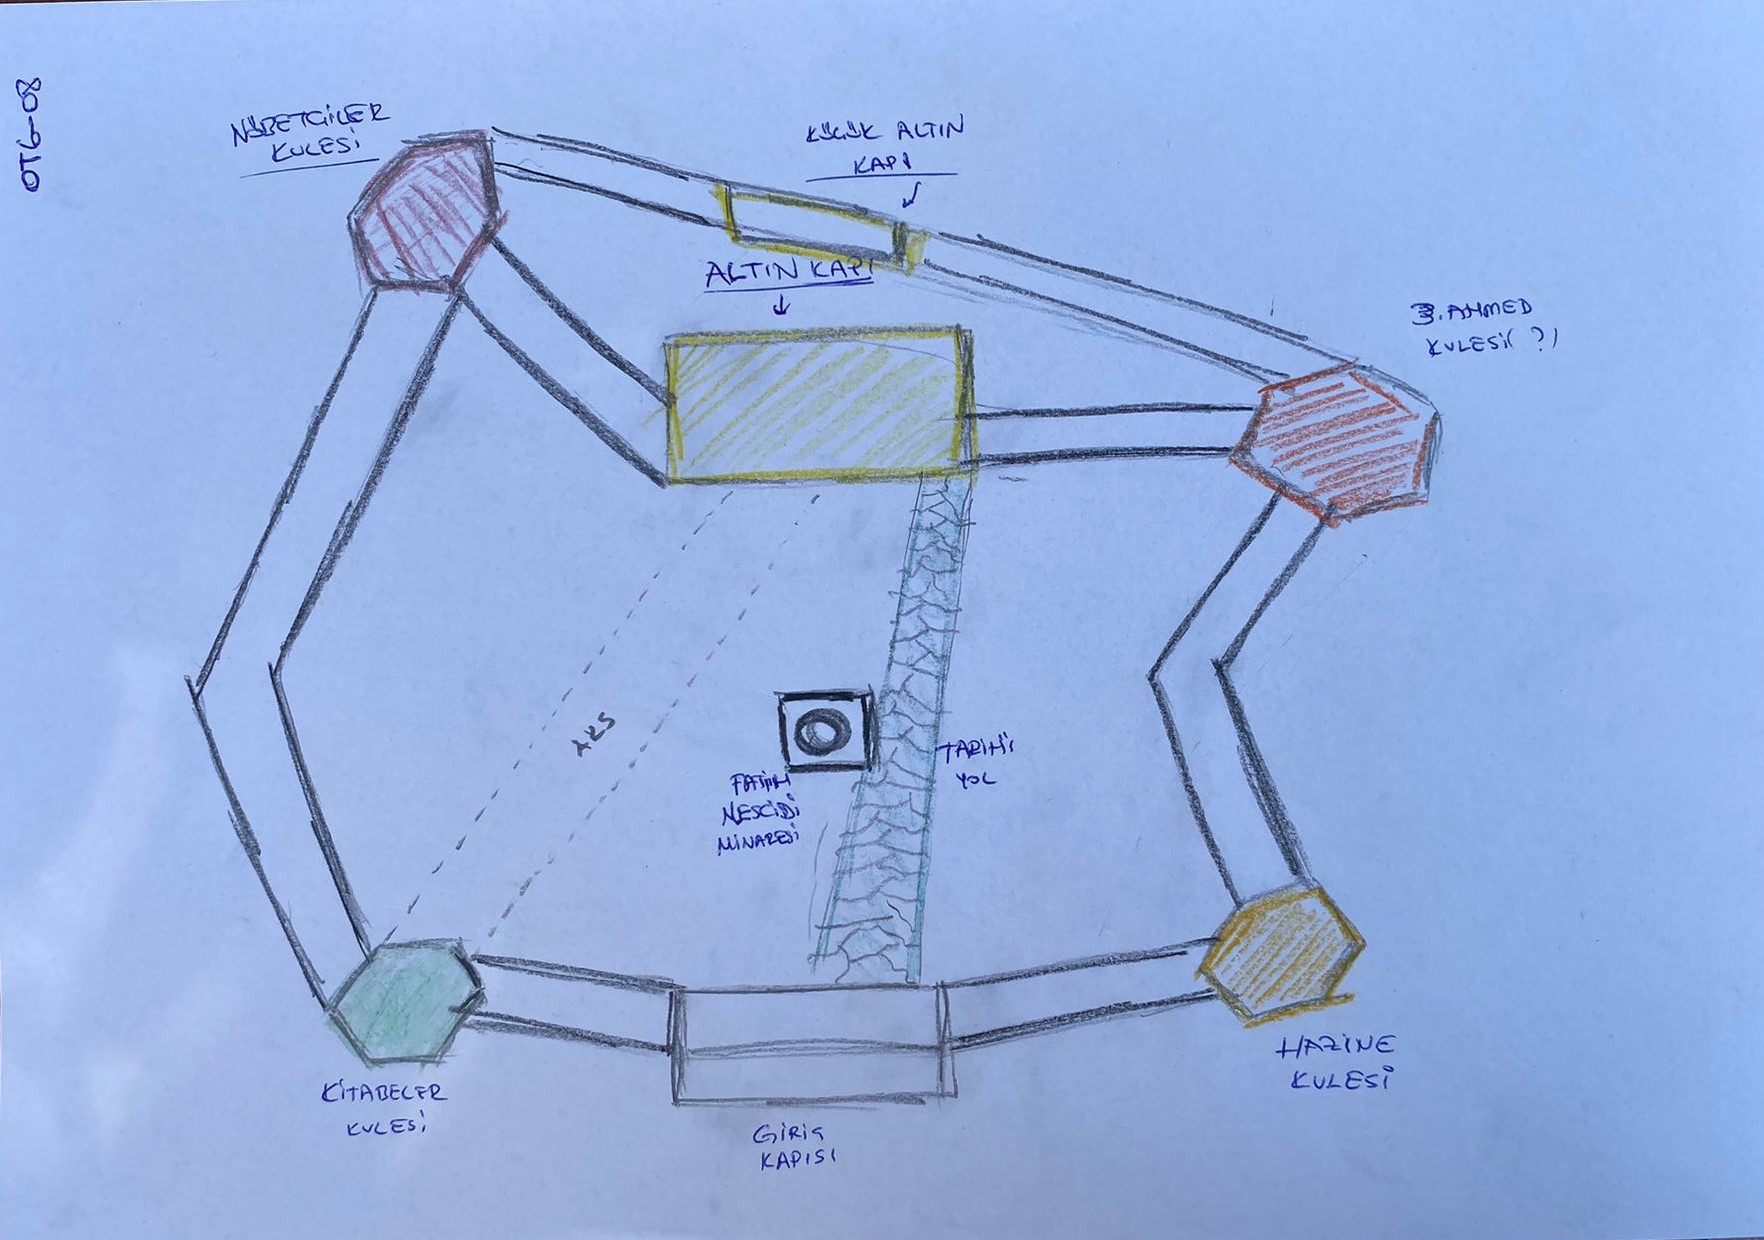 OT6-08
NÖBETÇİLER
KULESİ
KÜÇÜK ALTIN
KAPI
ALTIN KAPI
3. AHMED
KULESİ(?)
AKS
FATİH
MESCİDİ
MİNARESİ
TARİHİ
YOL
KİTABELER
KULESİ
GİRİŞ
KAPISI
HAZİNE
KULESİ